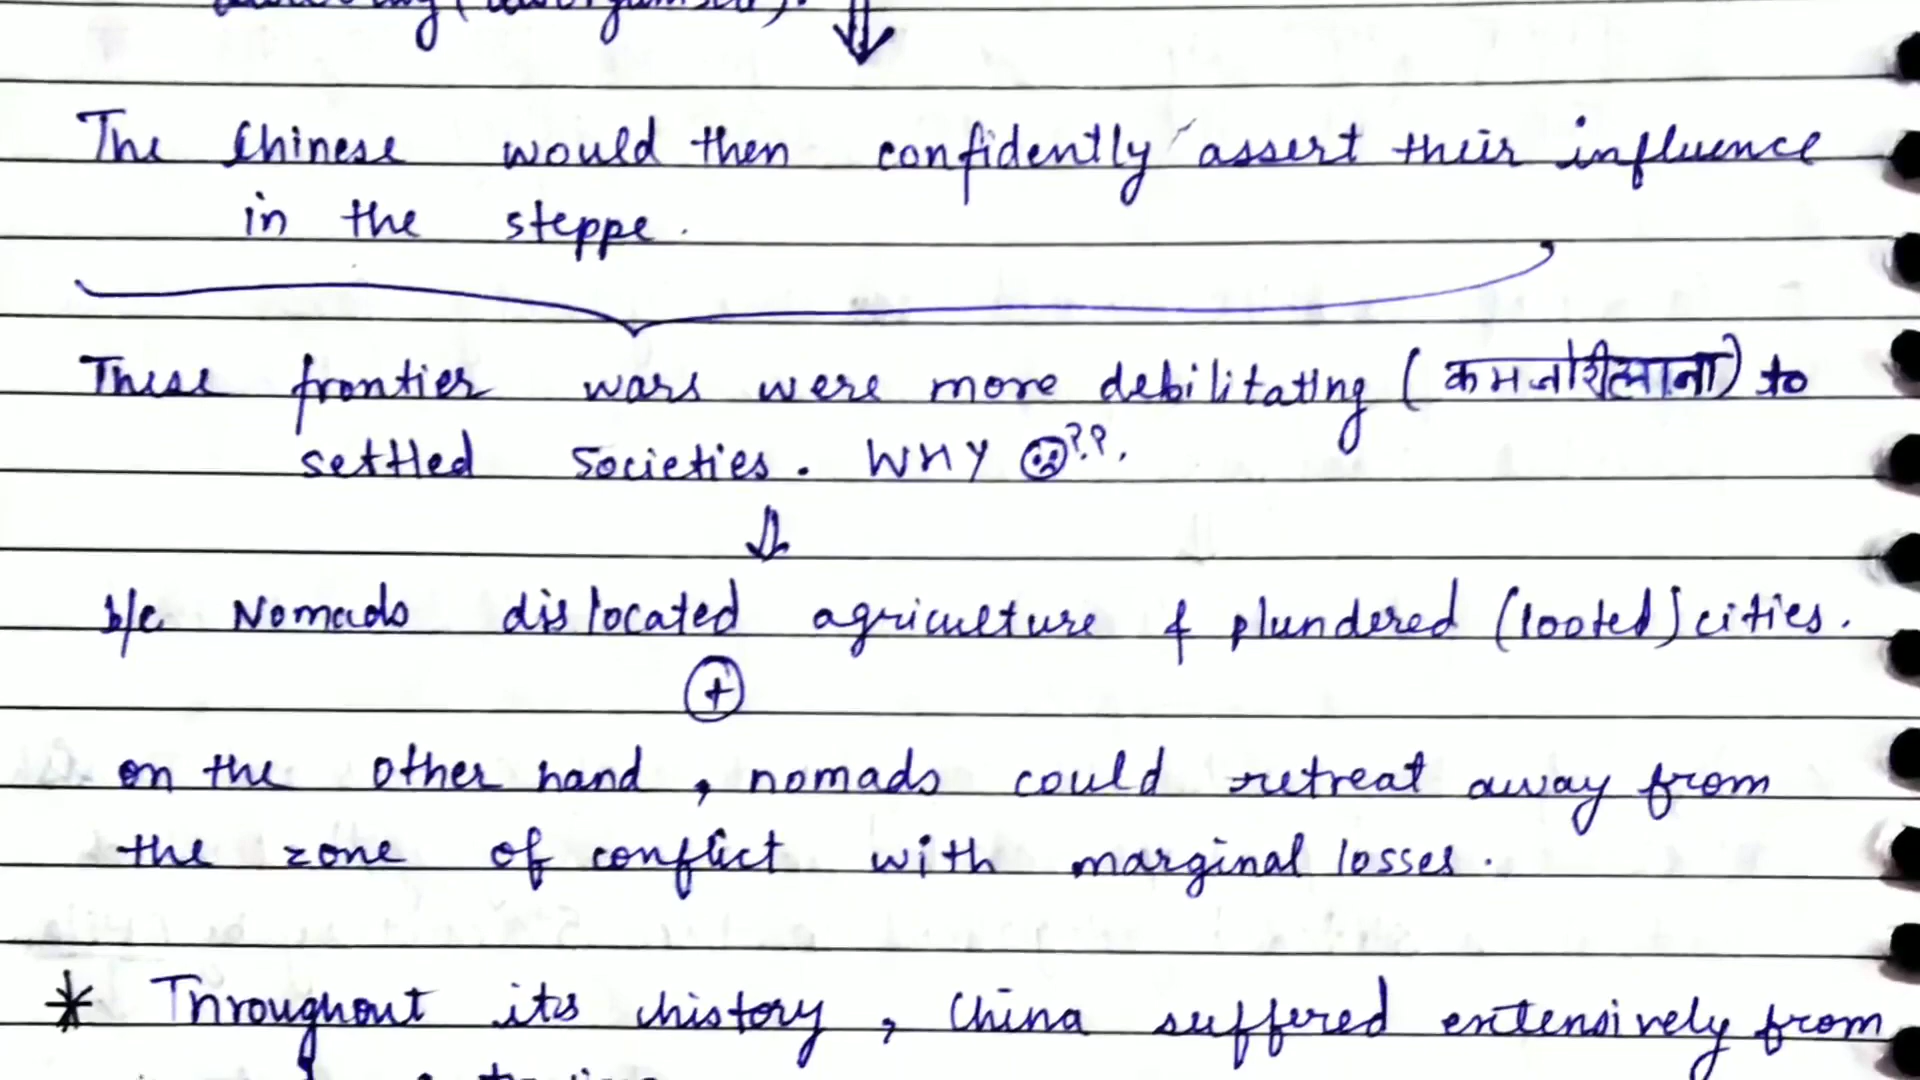 The Chinese would then confidently assert their influence
in the steppe.
These frontier wars were more debilitating (कमजोरी लाना) to
settled societies. WHY ??.
b/c Nomads dislocated agriculture & plundered (looted) cities.
+
on the other hand, nomads could retreat away from
the zone of conflict with marginal losses.
* Throughout its history, China suffered extensively from